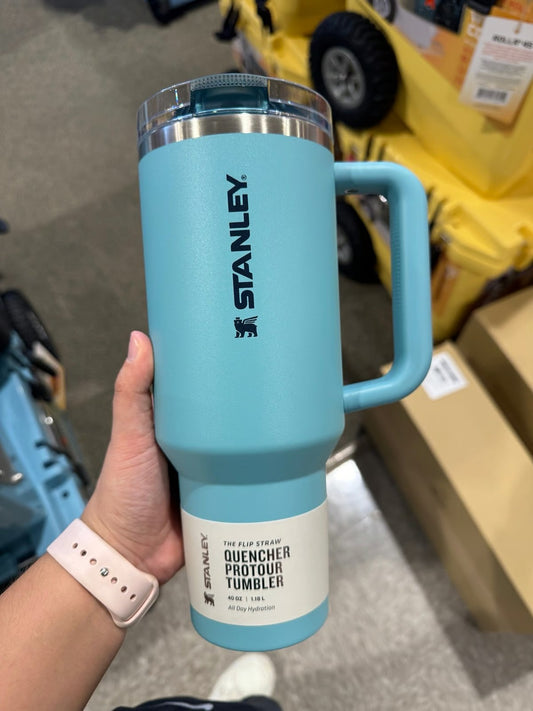 STANLEY®
STANLEY
THE FLIP STRAW
QUENCHER
PROTOUR
TUMBLER
40 OZ | 1.18 L
All Day Hydration